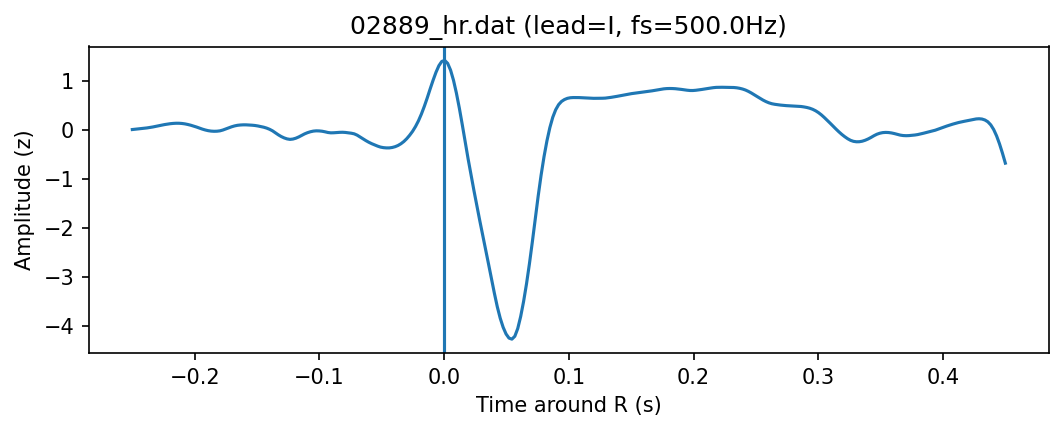 02889_hr.dat (lead=I, fs=500.0Hz)
Amplitude (z)
1
0
−1
−2
−3
−4
−0.2 −0.1 0.0 0.1 0.2 0.3 0.4
Time around R (s)